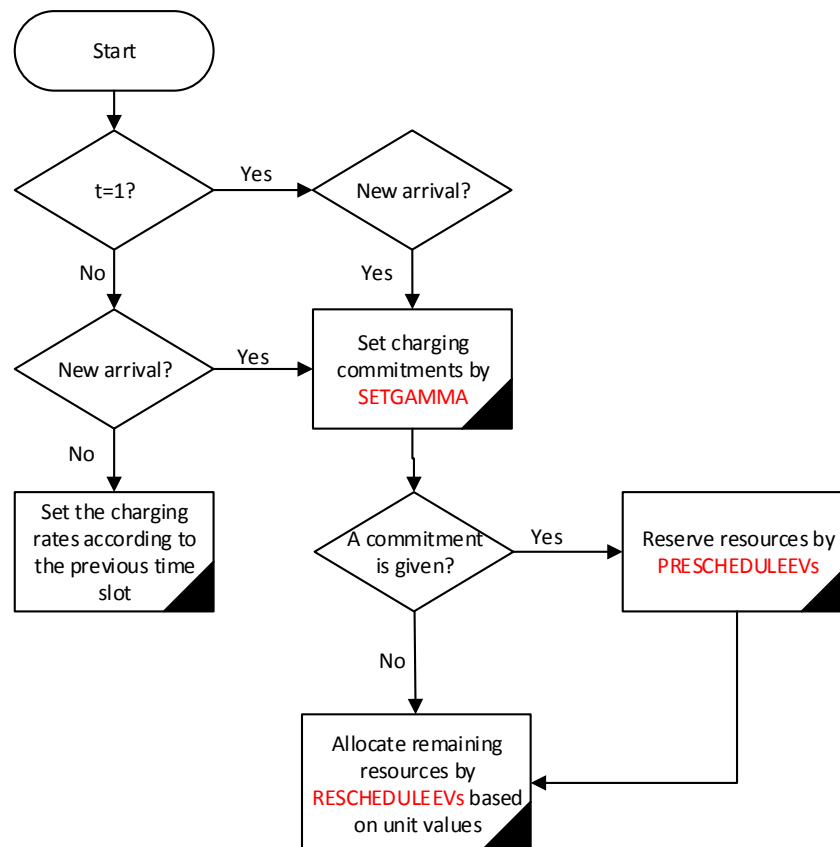 Start
t=1?
Yes
New arrival?
No
Yes
New arrival?
Yes
Set charging
commitments by
SETGAMMA
No
Set the charging
rates according to
the previous time
slot
A commitment
is given?
Yes
Reserve resources by
PRESCHEDULEEVs
No
Allocate remaining
resources by
RESCHEDULEEVs based
on unit values